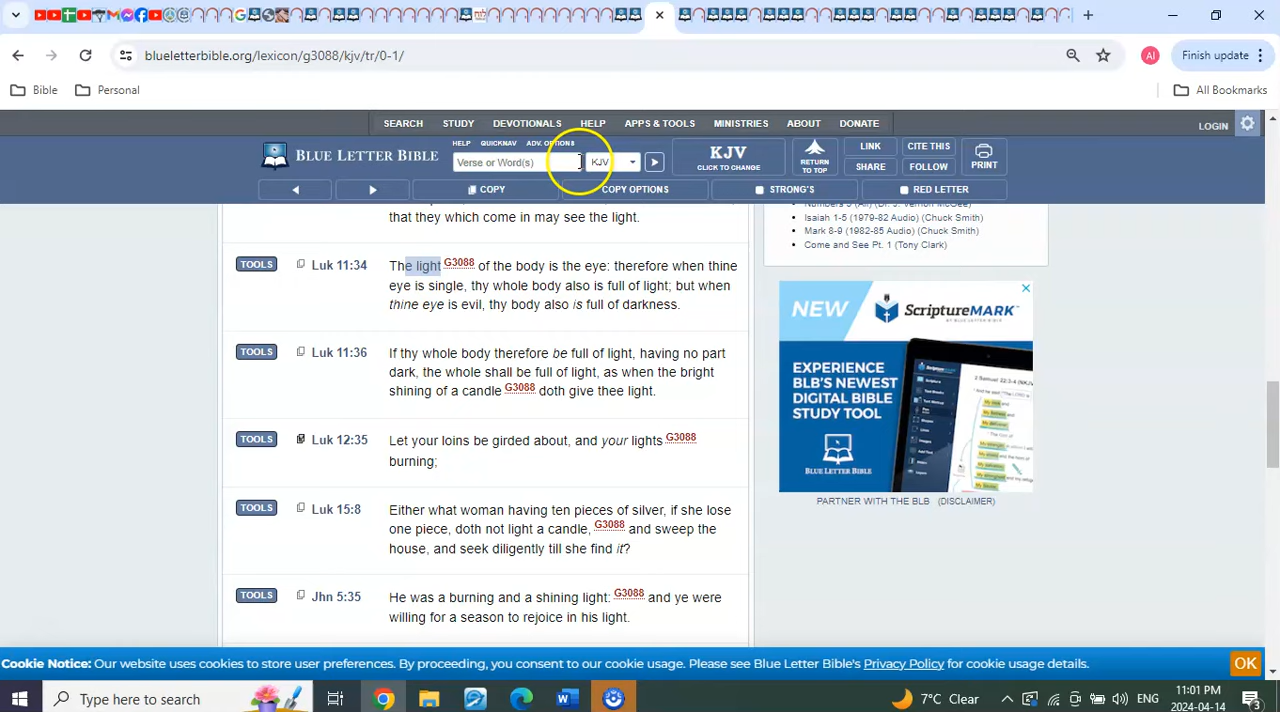 blueletterbible.org/lexicon/g3088/kjv/tr/0-1/
AI
Finish update
Bible
Personal
All Bookmarks
SEARCH
STUDY
DEVOTIONALS
HELP
APPS & TOOLS
MINISTRIES
ABOUT
DONATE
LOGIN
HELP
QUICKNAV
ADV. OPTIONS
BLUE LETTER BIBLE
Verse or Word(s)
KJV
KJV
CLICK TO CHANGE
RETURN
TO TOP
LINK
CITE THIS
SHARE
FOLLOW
PRINT
COPY
COPY OPTIONS
STRONG'S
RED LETTER
that they which come in may see the light.
TOOLS
Luk 11:34
The light G3088 of the body is the eye: therefore when thine
eye is single, thy whole body also is full of light; but when
thine eye is evil, thy body also is full of darkness.
TOOLS
Luk 11:36
If thy whole body therefore be full of light, having no part
dark, the whole shall be full of light, as when the bright
shining of a candle G3088 doth give thee light.
TOOLS
Luk 12:35
Let your loins be girded about, and your lights G3088
burning;
TOOLS
Luk 15:8
Either what woman having ten pieces of silver, if she lose
one piece, doth not light a candle, G3088 and sweep the
house, and seek diligently till she find it?
TOOLS
Jhn 5:35
He was a burning and a shining light: G3088 and ye were
willing for a season to rejoice in his light.
Numbers 5 (All) (Dr. J. Vernon McGee)
Isaiah 1-5 (1979-82 Audio) (Chuck Smith)
Mark 8-9 (1982-85 Audio) (Chuck Smith)
Come and See Pt. 1 (Tony Clark)
NEW
SCRIPTUREMARK
BY BLUE LETTER BIBLE
EXPERIENCE
BLB'S NEWEST
DIGITAL BIBLE
STUDY TOOL
BLUE LETTER BIBLE
PARTNER WITH THE BLB (DISCLAIMER)
Cookie Notice: Our website uses cookies to store user preferences. By proceeding, you consent to our cookie usage. Please see Blue Letter Bible's Privacy Policy for cookie usage details.
OK
Type here to search
7°C Clear
ENG
11:01 PM
2024-04-14
3